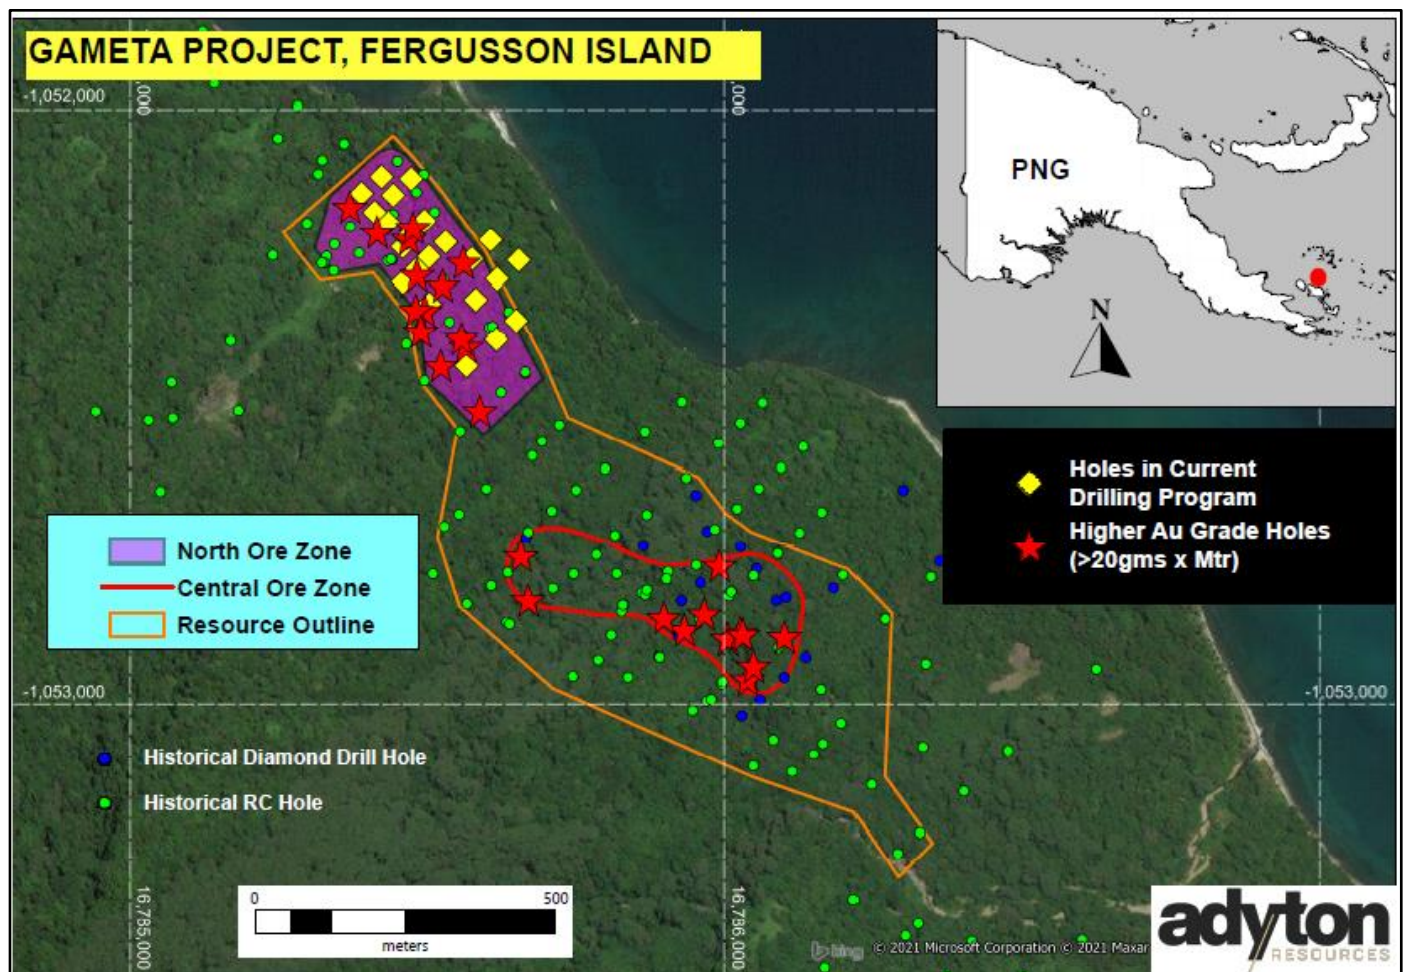 GAMETA PROJECT, FERGUSSON ISLAND
-1,052,000
PNG
N
Holes in Current
Drilling Program
Higher Au Grade Holes
(>20gms x Mtr)
North Ore Zone
Central Ore Zone
Resource Outline
-1,053,000
-1,053,000
Historical Diamond Drill Hole
Historical RC Hole
16,785,000
16,786,000
0 500
meters
bing © 2021 Microsoft Corporation © 2021 Maxar
adyton
RESOURCES